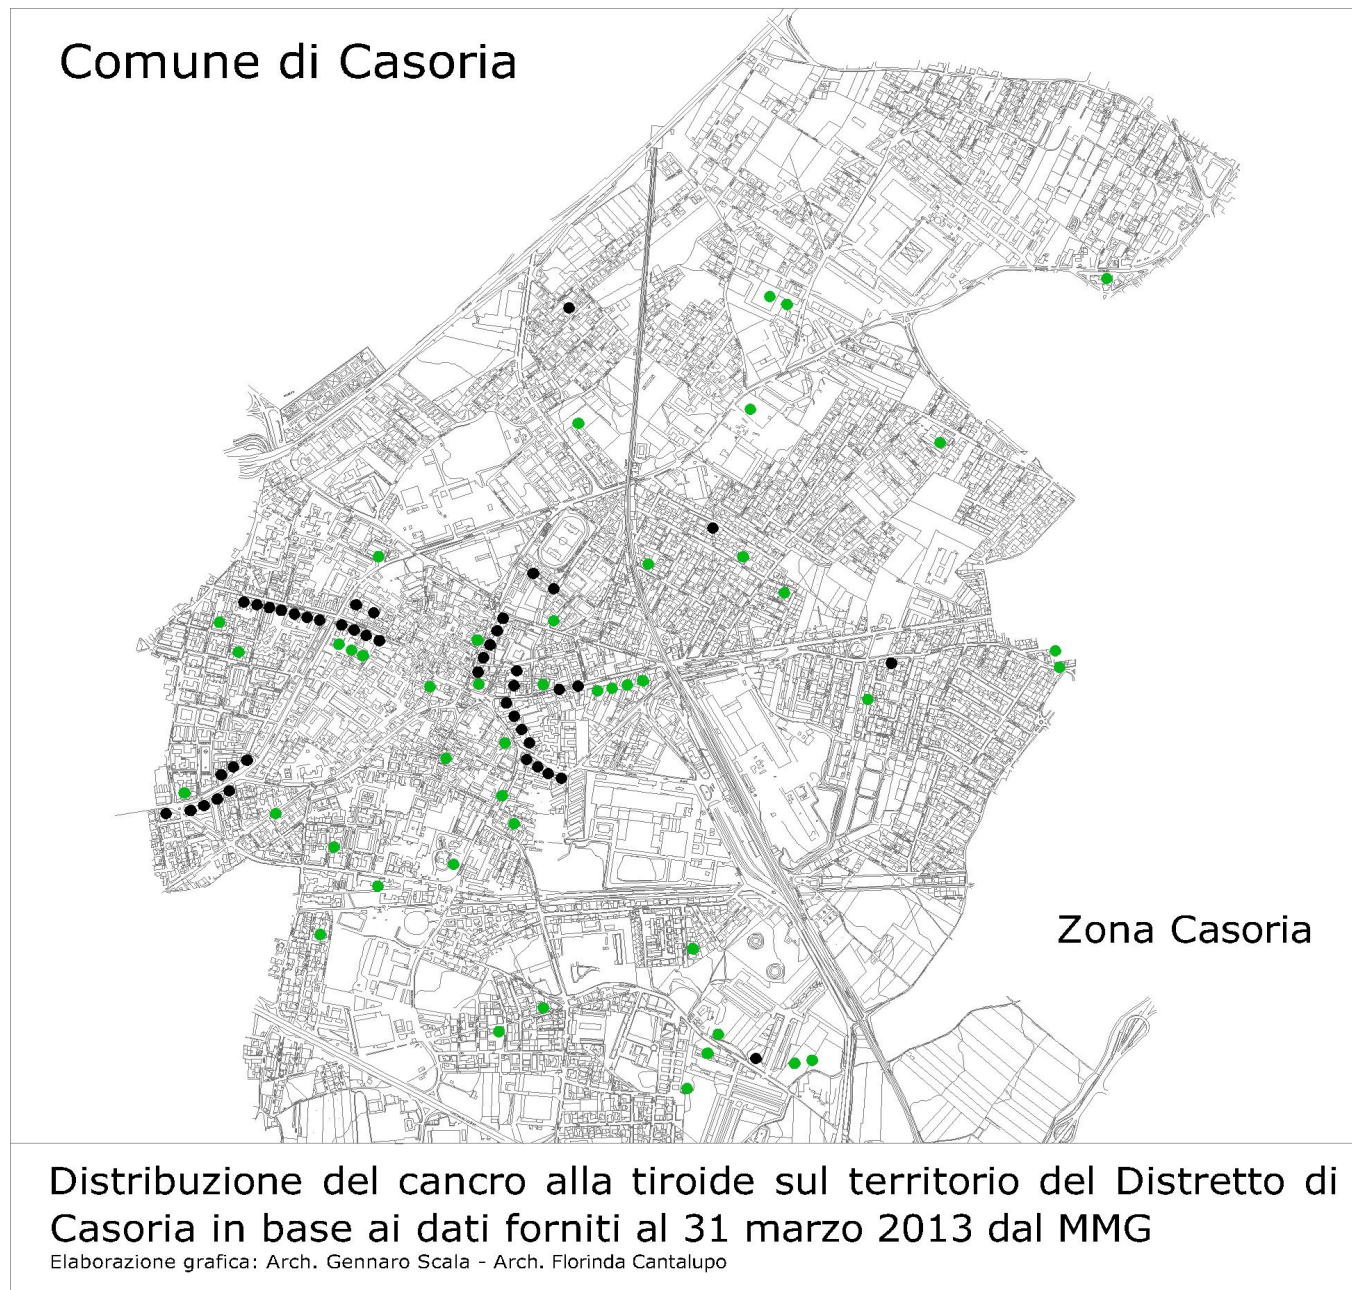 Comune di Casoria
Zona Casoria
Distribuzione del cancro alla tiroide sul territorio del Distretto di
Casoria in base ai dati forniti al 31 marzo 2013 dal MMG
Elaborazione grafica: Arch. Gennaro Scala - Arch. Florinda Cantalupo